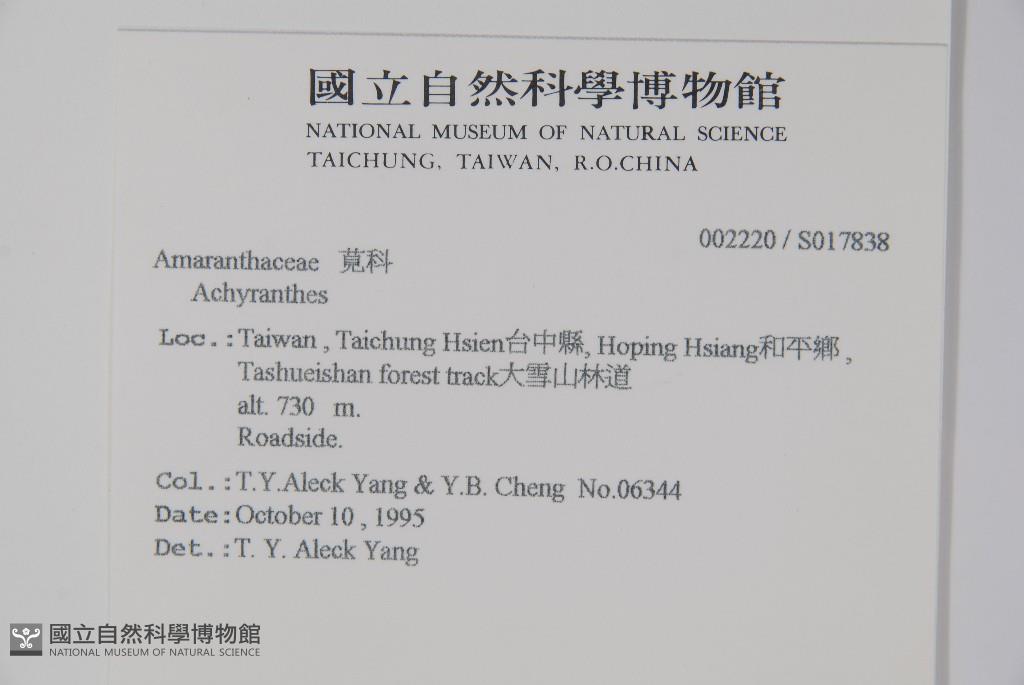 國立自然科學博物館
NATIONAL MUSEUM OF NATURAL SCIENCE
TAICHUNG, TAIWAN, R.O.CHINA
002220 / S017838
Amaranthaceae 莧科
Achyranthes
Loc.:Taiwan , Taichung Hsien台中縣, Hoping Hsiang和平鄉 ,
Tashueishan forest track大雪山林道
alt. 730 m.
Roadside.
Col.:T.Y.Aleck Yang & Y.B. Cheng No.06344
Date:October 10 , 1995
Det.:T. Y. Aleck Yang
國立自然科學博物館
NATIONAL MUSEUM OF NATURAL SCIENCE